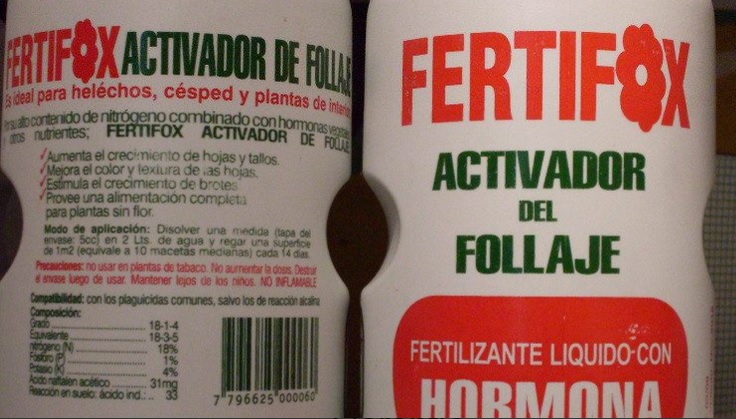 FERTIFOX ACTIVADOR DE FOLLAJE
Es ideal para heléchos, césped y plantas de interior
Por su alto contenido de nitrógeno combinado con hormonas vegetales
y otros nutrientes; FERTIFOX ACTIVADOR DE FOLLAJE
Aumenta el crecimiento de hojas y tallos.
Mejora el color y textura de las hojas.
Estimula el crecimiento de brotes
Provee una alimentación completa
para plantas sin flor.
Modo de aplicación: Disolver una medida (tapa del
envase: 5cc) en 2 Lts. de agua y regar una superficie
de 1m2 (equivale a 10 macetas medianas) cada 14 días.
Precauciones: no usar en plantas de tabaco. No aumentar la dosis. Destruir
el envase luego de usar. Mantener lejos de los niños. NO INFLAMABLE
Compatibilidad: con los plaguicidas comunes, salvo los de reacción alcalina
Composición:
Grado 18-1-4
Equivalente 18-3-5
nitrógeno (N) 18%
Fósforo (P) 1%
Potasio (K) 4%
Acido naftalen acético 31mg
Reacción en suelo: ácido ind.: .. 33
7 796625 000060
FERTIFOX
ACTIVADOR
DEL
FOLLAJE
FERTILIZANTE LIQUIDO CON
HORMONA